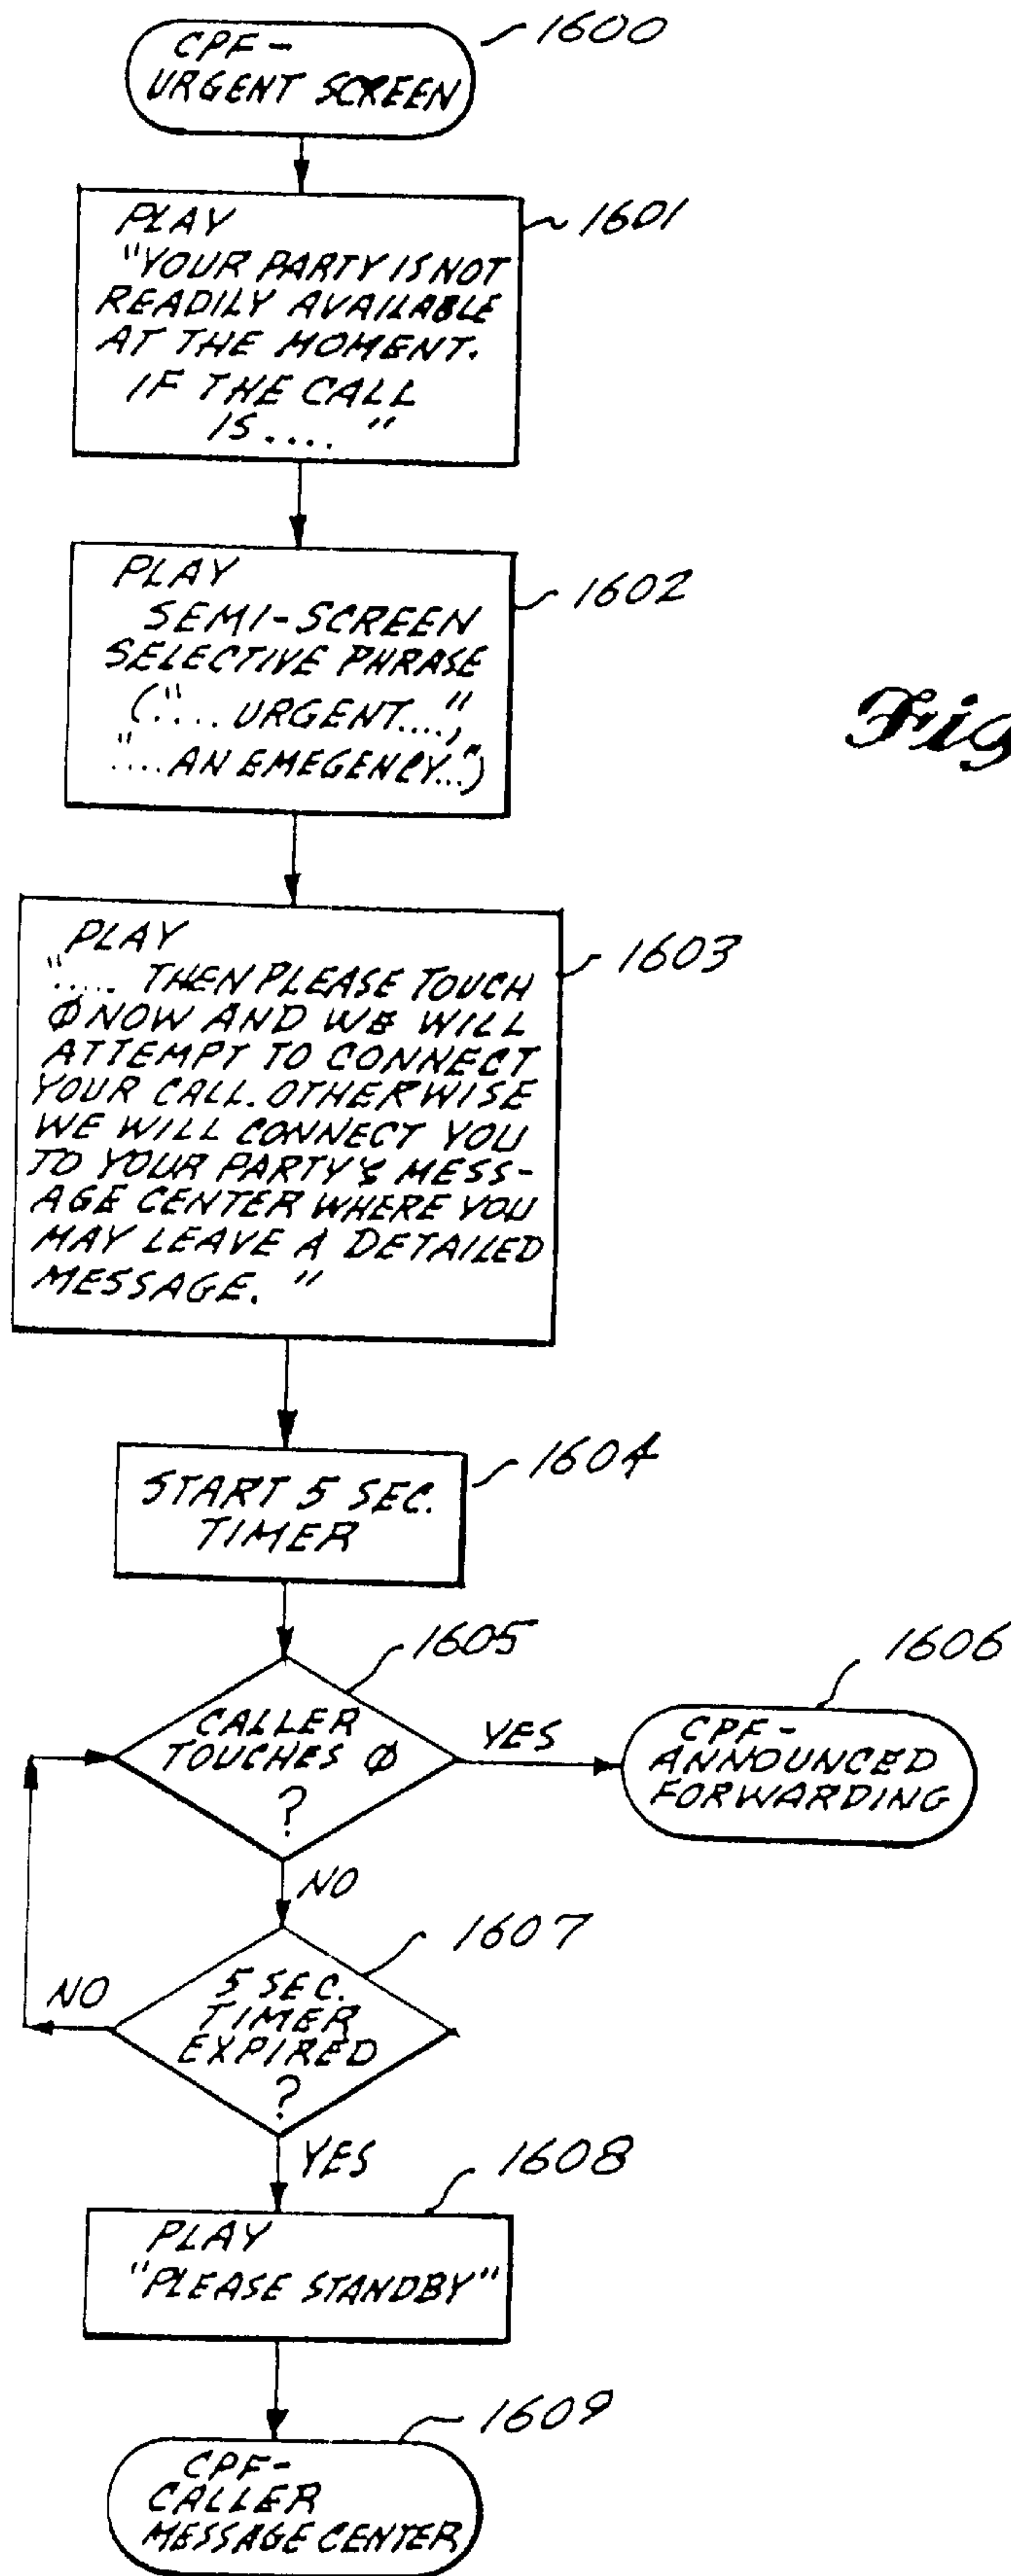 CPF-
URGENT SCREEN
1600
PLAY
"YOUR PARTY IS NOT
READILY AVAILABLE
AT THE MOMENT.
IF THE CALL
IS.... "
1601
PLAY
SEMI-SCREEN
SELECTIVE PHRASE
("... URGENT....,"
"....AN EMEGENCY...")
1602
Fig
PLAY
"..... THEN PLEASE TOUCH
Ø NOW AND WE WILL
ATTEMPT TO CONNECT
YOUR CALL. OTHERWISE
WE WILL CONNECT YOU
TO YOUR PARTY'S MESS-
AGE CENTER WHERE YOU
MAY LEAVE A DETAILED
MESSAGE. "
1603
START 5 SEC.
TIMER
1604
1605
CALLER
TOUCHES Ø
?
YES
1606
CPF-
ANNOUNCED
FORWARDING
NO
1607
5 SEC.
TIMER
EXPIRED
?
NO
YES
1608
PLAY
"PLEASE STANDBY"
1609
CPF-
CALLER
MESSAGE CENTER